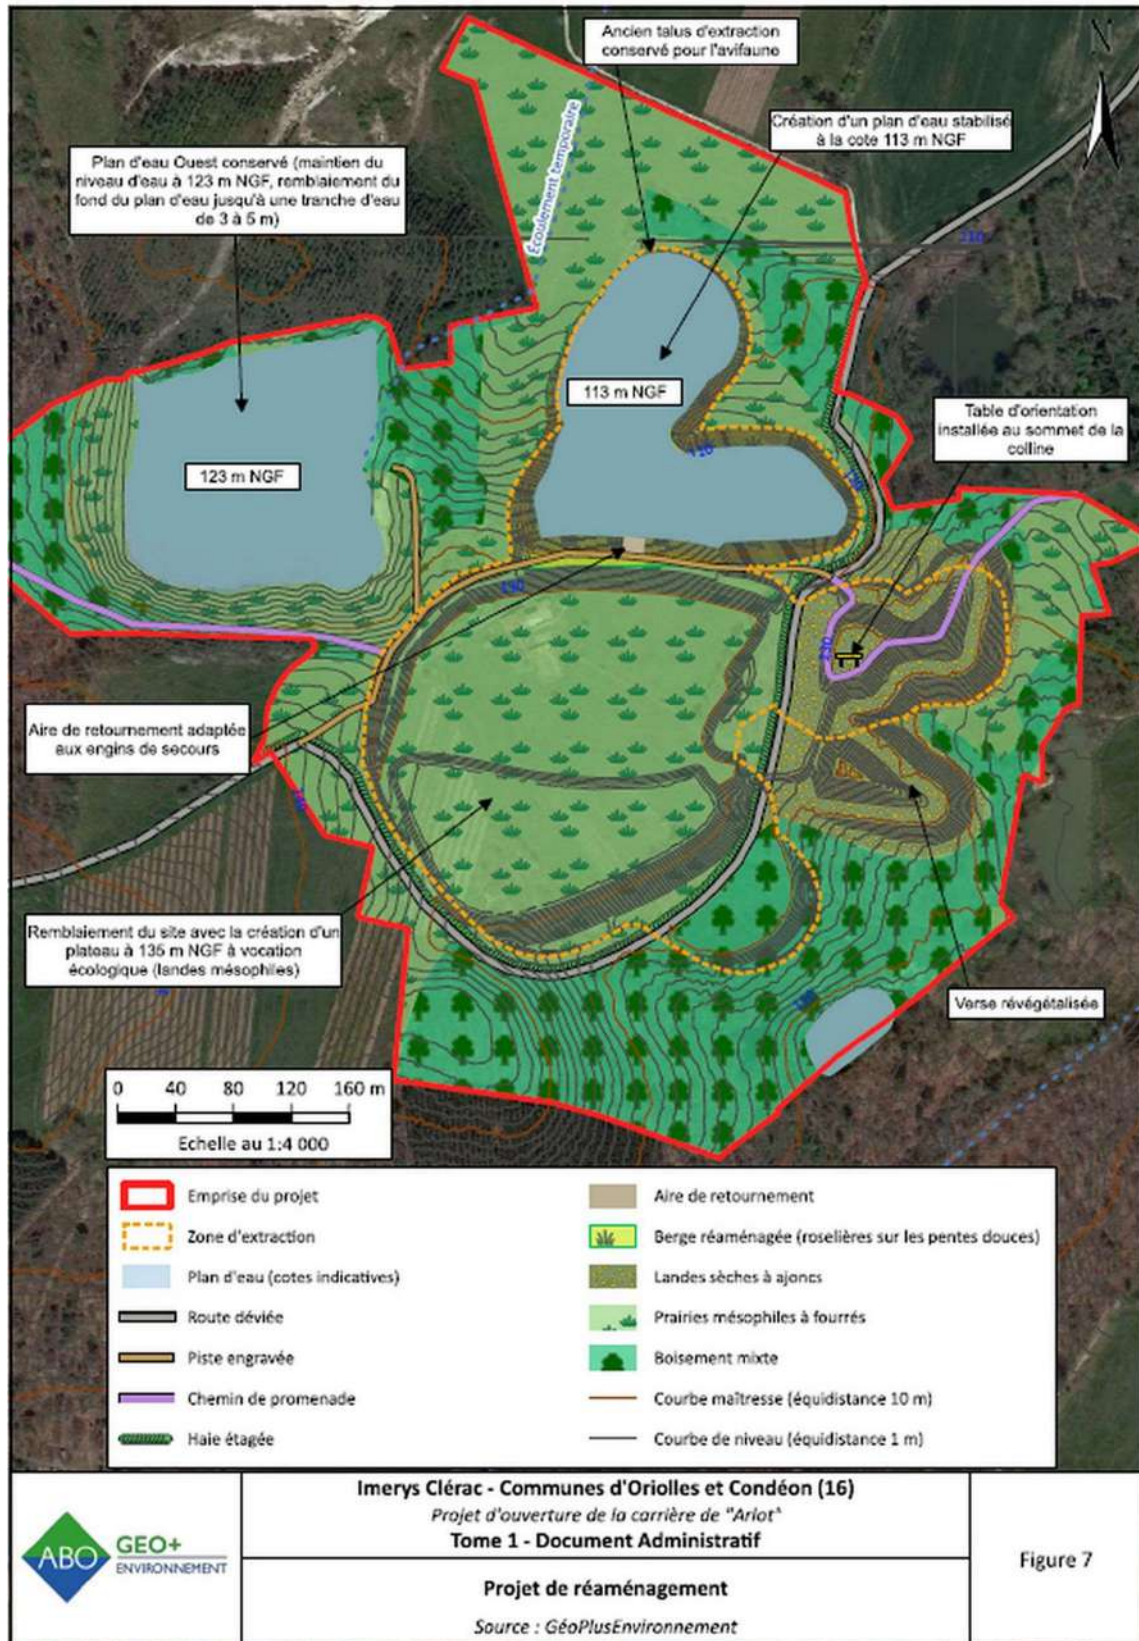 Ancien talus d'extraction
conservé pour l'avifaune
N
Création d'un plan d'eau stabilisé
à la cote 113 m NGF
Plan d'eau Ouest conservé (maintien du
niveau d'eau à 123 m NGF, remblaiement du
fond du plan d'eau jusqu'à une tranche d'eau
de 3 à 5 m)
Écoulement temporaire
113 m NGF
Table d'orientation
installée au sommet de la
colline
123 m NGF
130
Aire de retournement adaptée
aux engins de secours
Remblaiement du site avec la création d'un
plateau à 135 m NGF à vocation
écologique (landes mésophiles)
Verse révégétalisée
0 40 80 120 160 m
Echelle au 1:4 000
Emprise du projet
Zone d'extraction
Plan d'eau (cotes indicatives)
Route déviée
Piste engravée
Chemin de promenade
Haie étagée
Aire de retournement
Berge réaménagée (roselières sur les pentes douces)
Landes sèches à ajoncs
Prairies mésophiles à fourrés
Boisement mixte
Courbe maîtresse (équidistance 10 m)
Courbe de niveau (équidistance 1 m)
ABO
GEO+
ENVIRONNEMENT
Imerys Clérac - Communes d'Oriolles et Condéon (16)
Projet d'ouverture de la carrière de "Arlot"
Tome 1 - Document Administratif
Projet de réaménagement
Source : GéoPlusEnvironnement
Figure 7